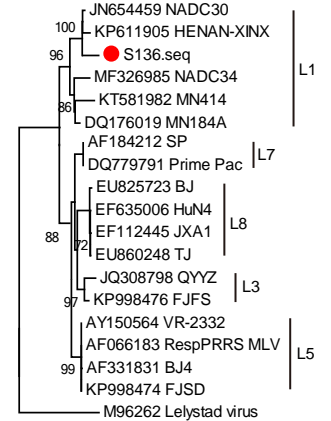 JN654459 NADC30
100
KP611905 HENAN-XINX
96
S136.seq
MF326985 NADC34
L1
86
KT581982 MN414
DQ176019 MN184A
AF184212 SP
L7
DQ779791 Prime Pac
EU825723 BJ
EF635006 HuN4
L8
88
EF112445 JXA1
72
EU860248 TJ
JQ308798 QYYZ
L3
97
KP998476 FJFS
AY150564 VR-2332
AF066183 RespPRRS MLV
L5
AF331831 BJ4
99
KP998474 FJSD
M96262 Lelystad virus